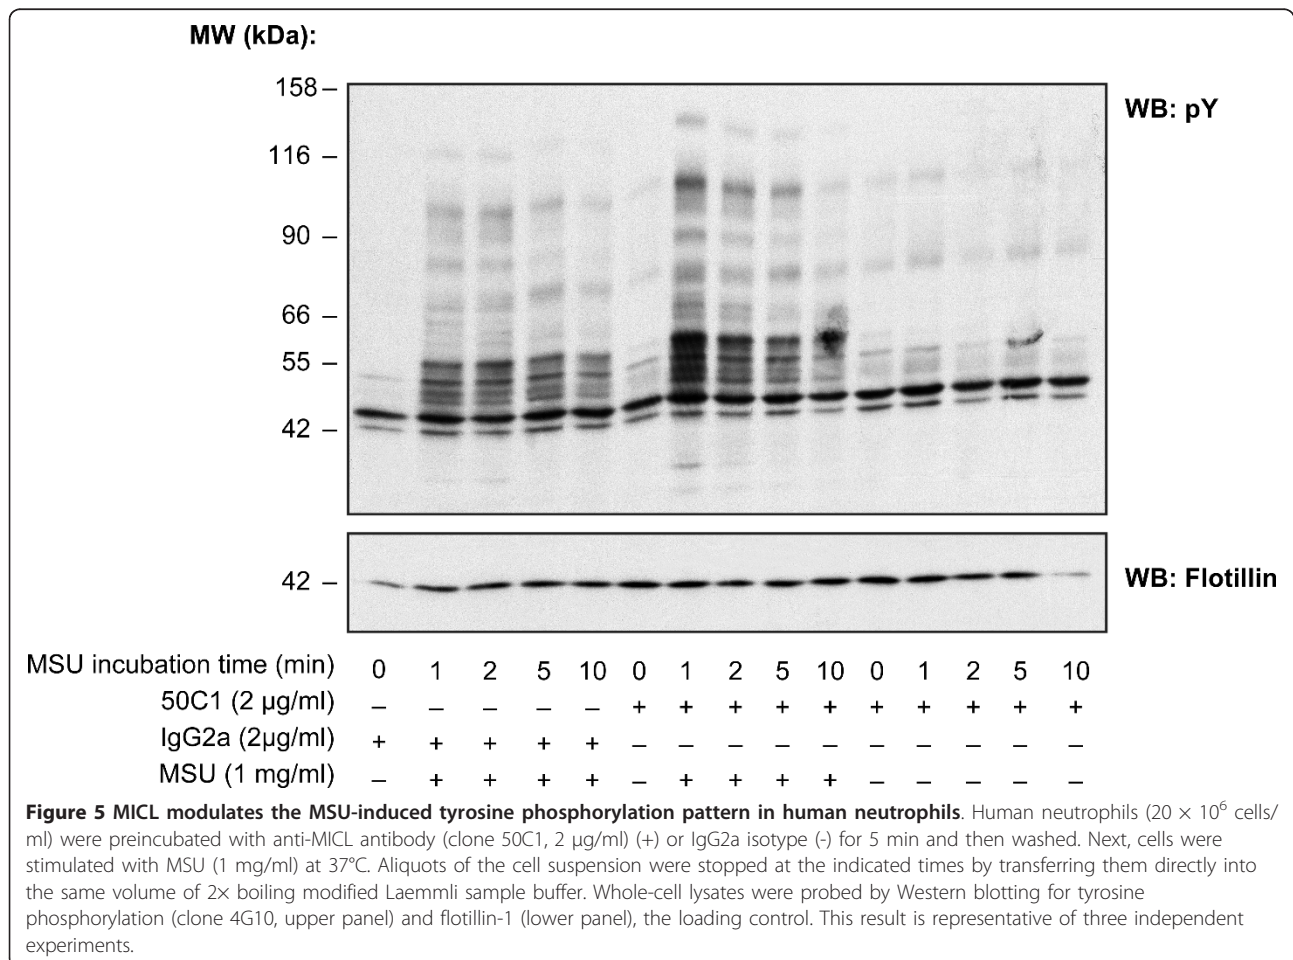 MW (kDa):
158 –
WB: pY
116 –
90 –
66 –
55 –
42 –
42 –
WB: Flotillin
MSU incubation time (min) 0 1 2 5 10 0 1 2 5 10 0 1 2 5 10
50C1 (2 µg/ml) – – – – – + + + + + + + + + +
IgG2a (2µg/ml) + + + + + – – – – – – – – – –
MSU (1 mg/ml) – + + + + – + + + + – – – – –
Figure 5 MICL modulates the MSU-induced tyrosine phosphorylation pattern in human neutrophils. Human neutrophils (20 × 10⁶ cells/
ml) were preincubated with anti-MICL antibody (clone 50C1, 2 µg/ml) (+) or IgG2a isotype (-) for 5 min and then washed. Next, cells were
stimulated with MSU (1 mg/ml) at 37°C. Aliquots of the cell suspension were stopped at the indicated times by transferring them directly into
the same volume of 2× boiling modified Laemmli sample buffer. Whole-cell lysates were probed by Western blotting for tyrosine
phosphorylation (clone 4G10, upper panel) and flotillin-1 (lower panel), the loading control. This result is representative of three independent
experiments.